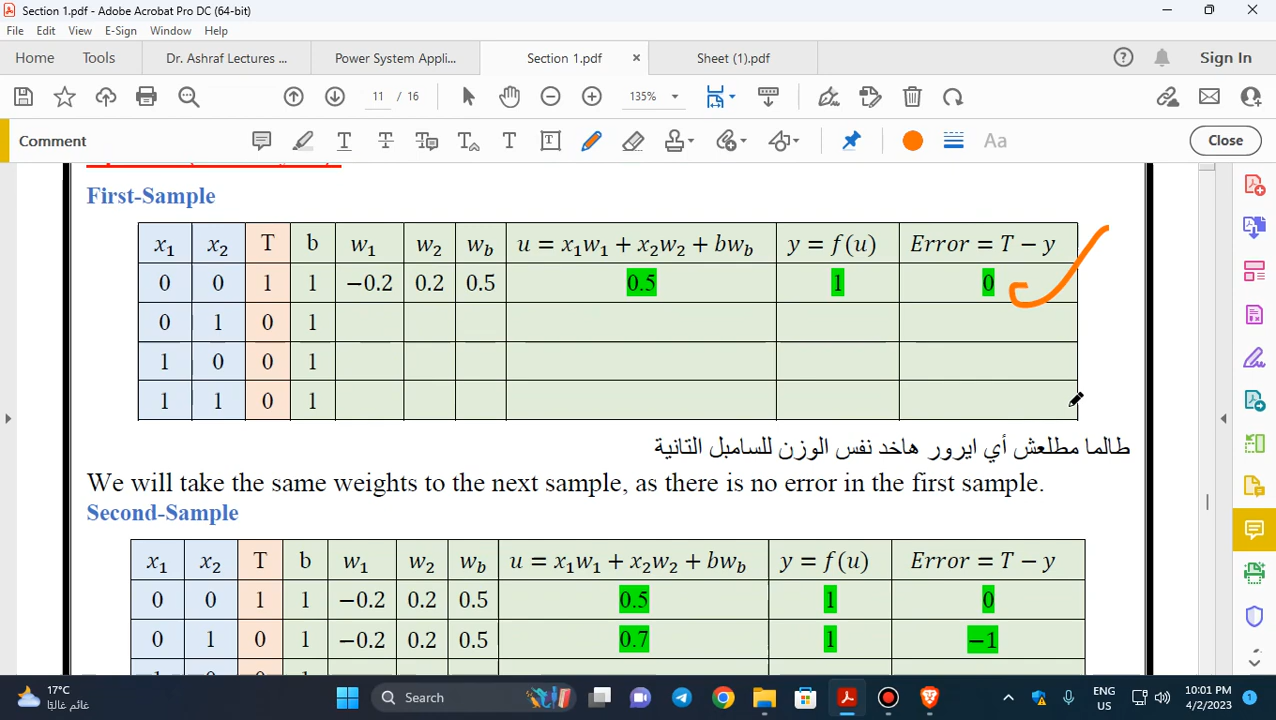 Section 1.pdf - Adobe Acrobat Pro DC (64-bit)
File Edit View E-Sign Window Help
Home Tools Dr. Ashraf Lectures ... Power System Appli... Section 1.pdf × Sheet (1).pdf Sign In
11 / 16 135%
Comment Aa Close
First-Sample
x₁ x₂ T b w₁ w₂ w_b u = x₁w₁ + x₂w₂ + bw_b y = f(u) Error = T − y
0 0 1 1 −0.2 0.2 0.5 0.5 1 0
0 1 0 1
1 0 0 1
1 1 0 1
طالما مطلعش أي ايرور هاخد نفس الوزن للسامبل التانية
We will take the same weights to the next sample, as there is no error in the first sample.
Second-Sample
x₁ x₂ T b w₁ w₂ w_b u = x₁w₁ + x₂w₂ + bw_b y = f(u) Error = T − y
0 0 1 1 −0.2 0.2 0.5 0.5 1 0
0 1 0 1 −0.2 0.2 0.5 0.7 1 −1
17°C
غائم غالبًا
Search
ENG
US
10:01 PM
4/2/2023
1